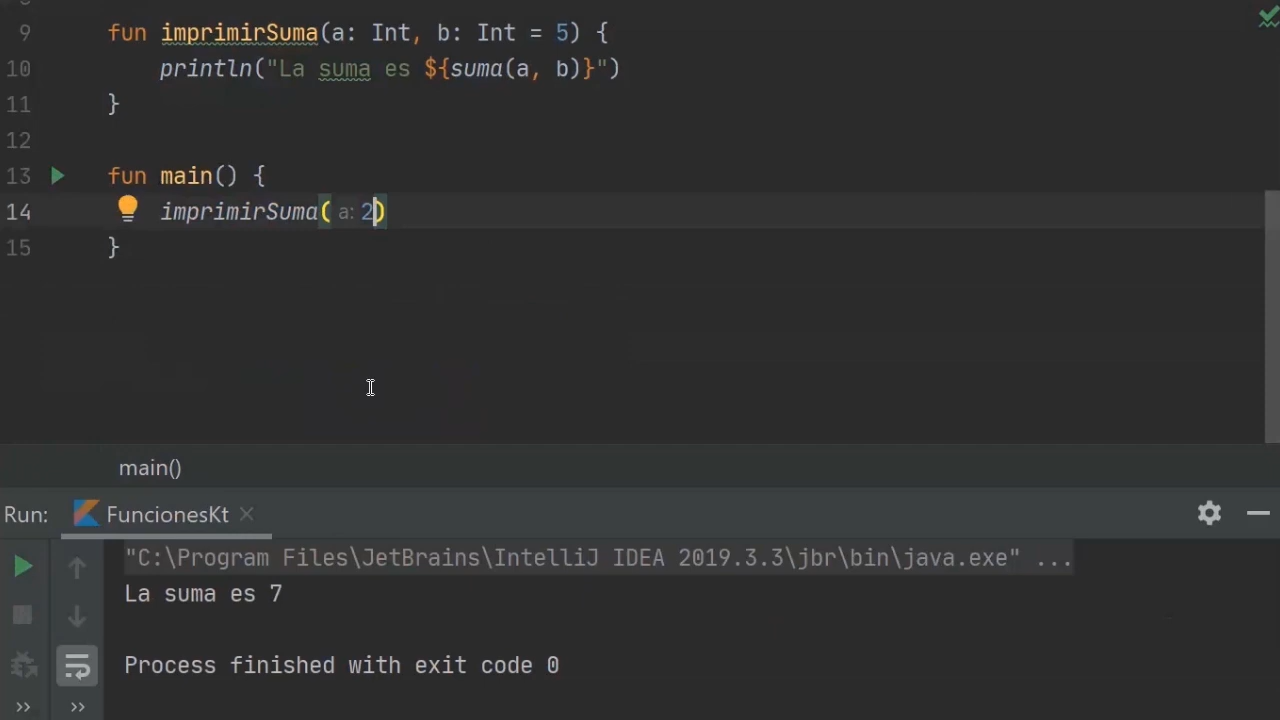 9 fun imprimirSuma(a: Int, b: Int = 5) {
10 println("La suma es ${suma(a, b)}")
11 }
12
13 fun main() {
14 imprimirSuma( a: 2)
15 }
main()
Run: FuncionesKt
"C:\Program Files\JetBrains\IntelliJ IDEA 2019.3.3\jbr\bin\java.exe" ...
La suma es 7
Process finished with exit code 0